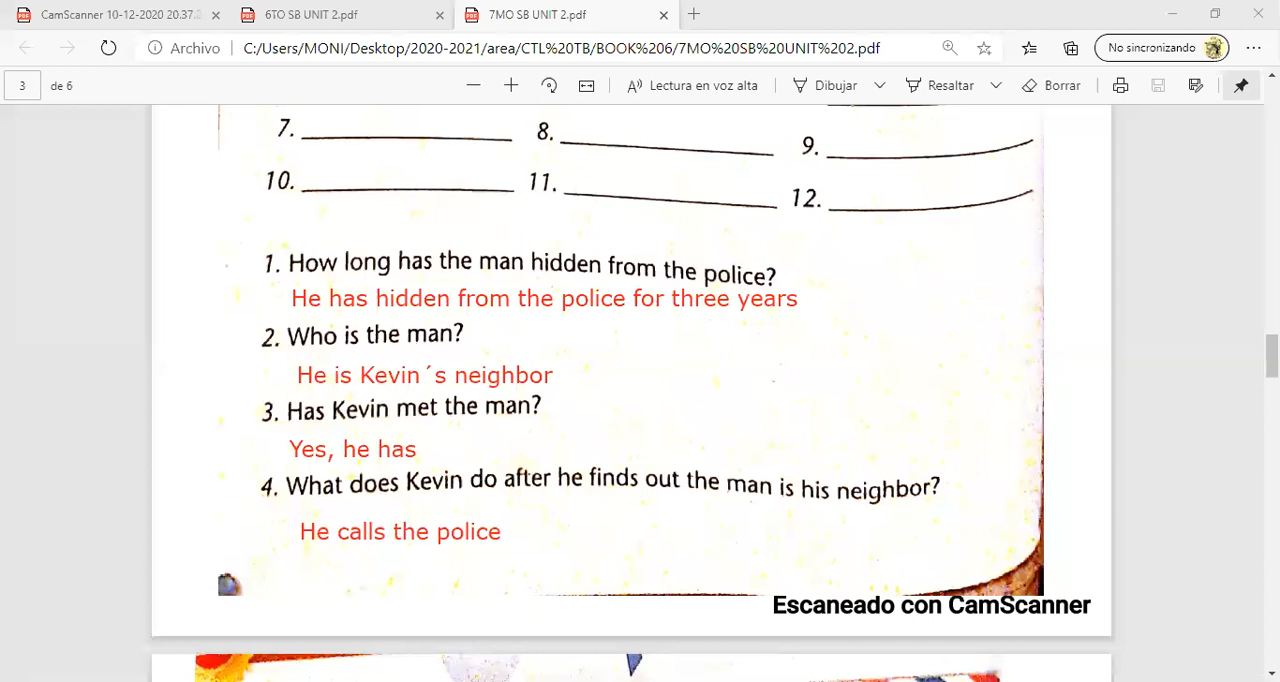 CamScanner 10-12-2020 20.37.2
6TO SB UNIT 2.pdf
7MO SB UNIT 2.pdf
Archivo
C:/Users/MONI/Desktop/2020-2021/area/CTL%20TB/BOOK%206/7MO%20SB%20UNIT%202.pdf
No sincronizando
3 de 6
Lectura en voz alta
Dibujar
Resaltar
Borrar
7. 8. 9.
10. 11. 12.
1. How long has the man hidden from the police?
He has hidden from the police for three years
2. Who is the man?
He is Kevin´s neighbor
3. Has Kevin met the man?
Yes, he has
4. What does Kevin do after he finds out the man is his neighbor?
He calls the police
Escaneado con CamScanner